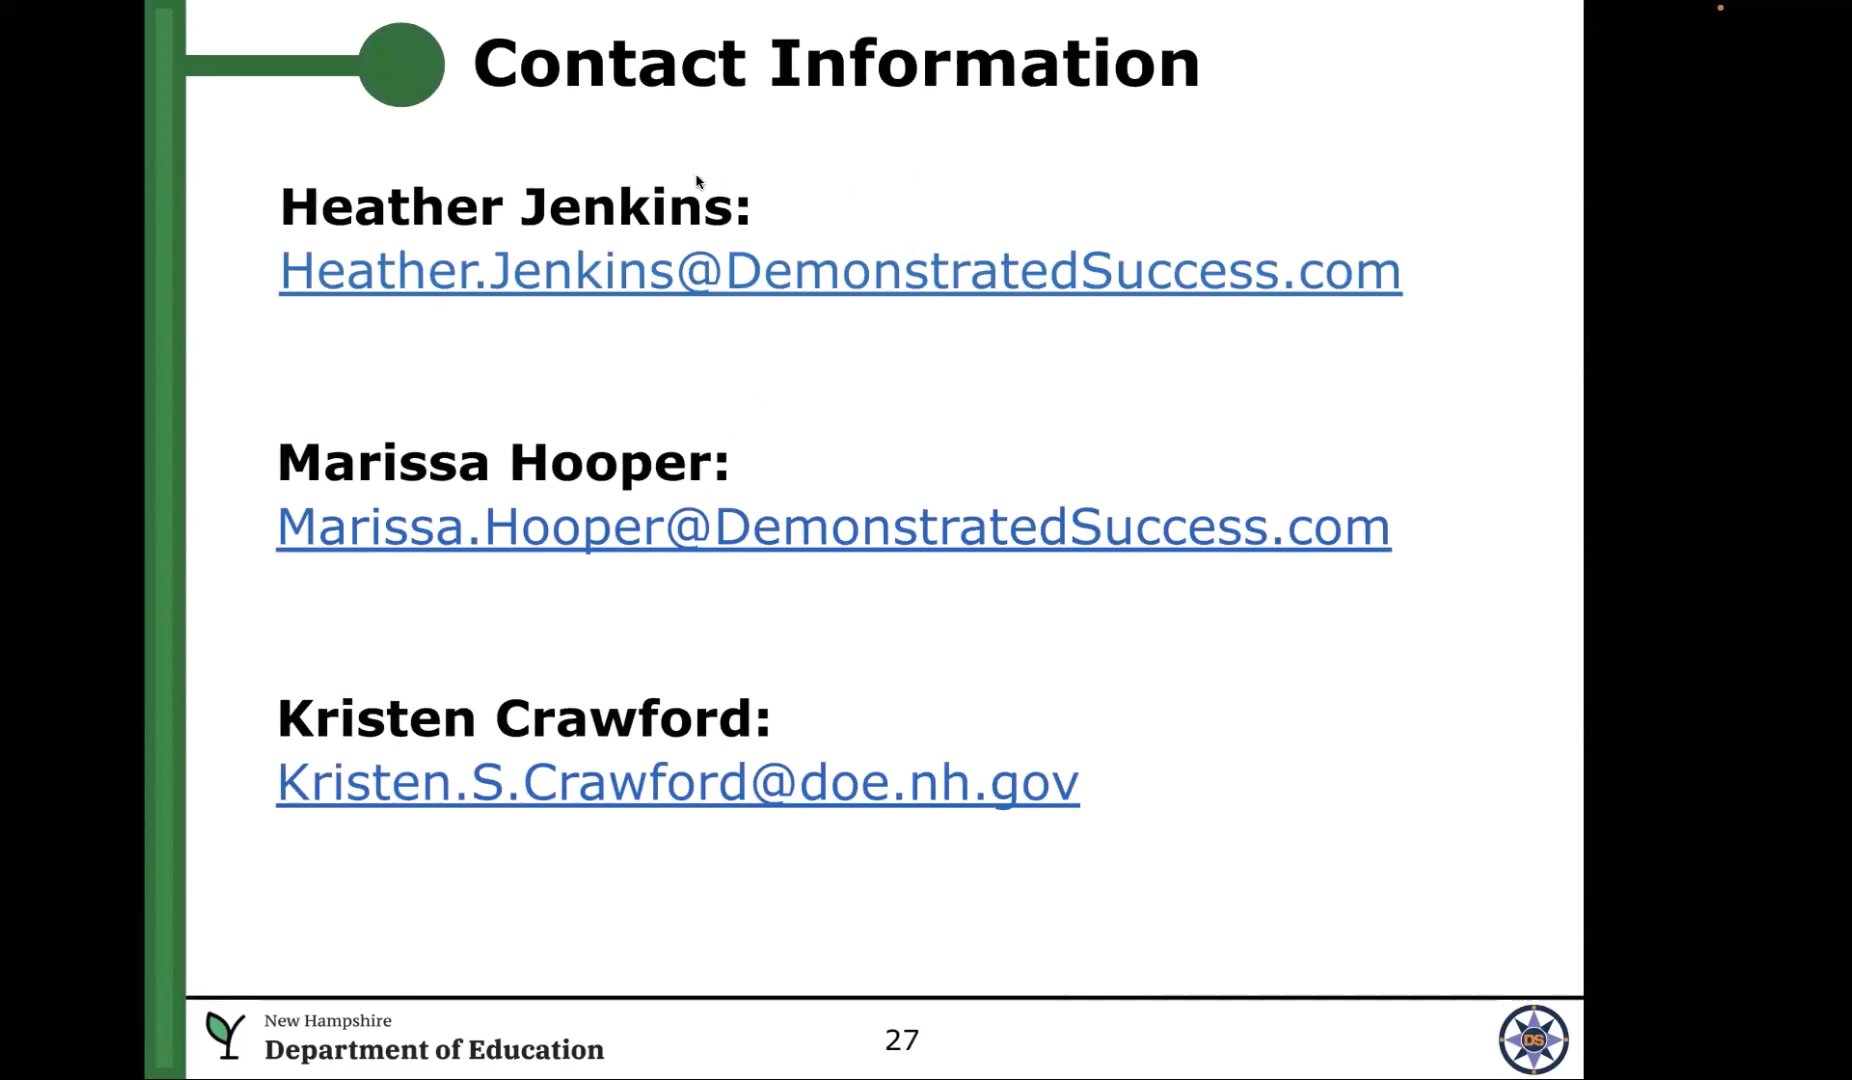 Contact Information
Heather Jenkins:
Heather.Jenkins@DemonstratedSuccess.com
Marissa Hooper:
Marissa.Hooper@DemonstratedSuccess.com
Kristen Crawford:
Kristen.S.Crawford@doe.nh.gov
New Hampshire
Department of Education
27
DS